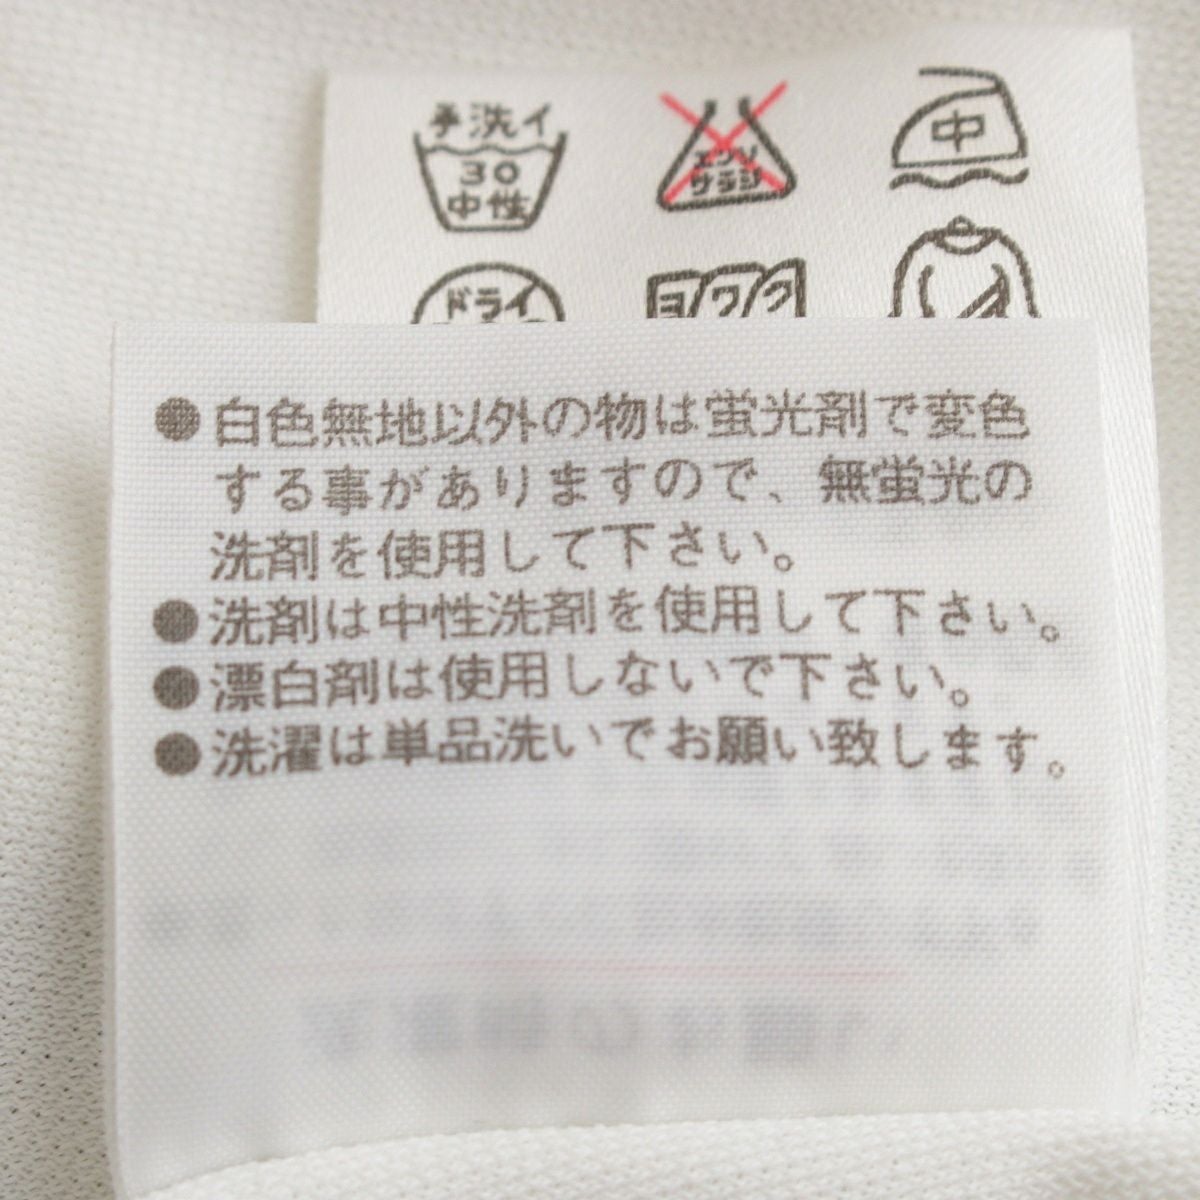 手洗イ
30
中性
エンソ
サラシ
中
ドライ
ヨワク
●白色無地以外の物は蛍光剤で変色
する事がありますので、無蛍光の
洗剤を使用して下さい。
●洗剤は中性洗剤を使用して下さい。
●漂白剤は使用しないで下さい。
●洗濯は単品洗いでお願い致します。